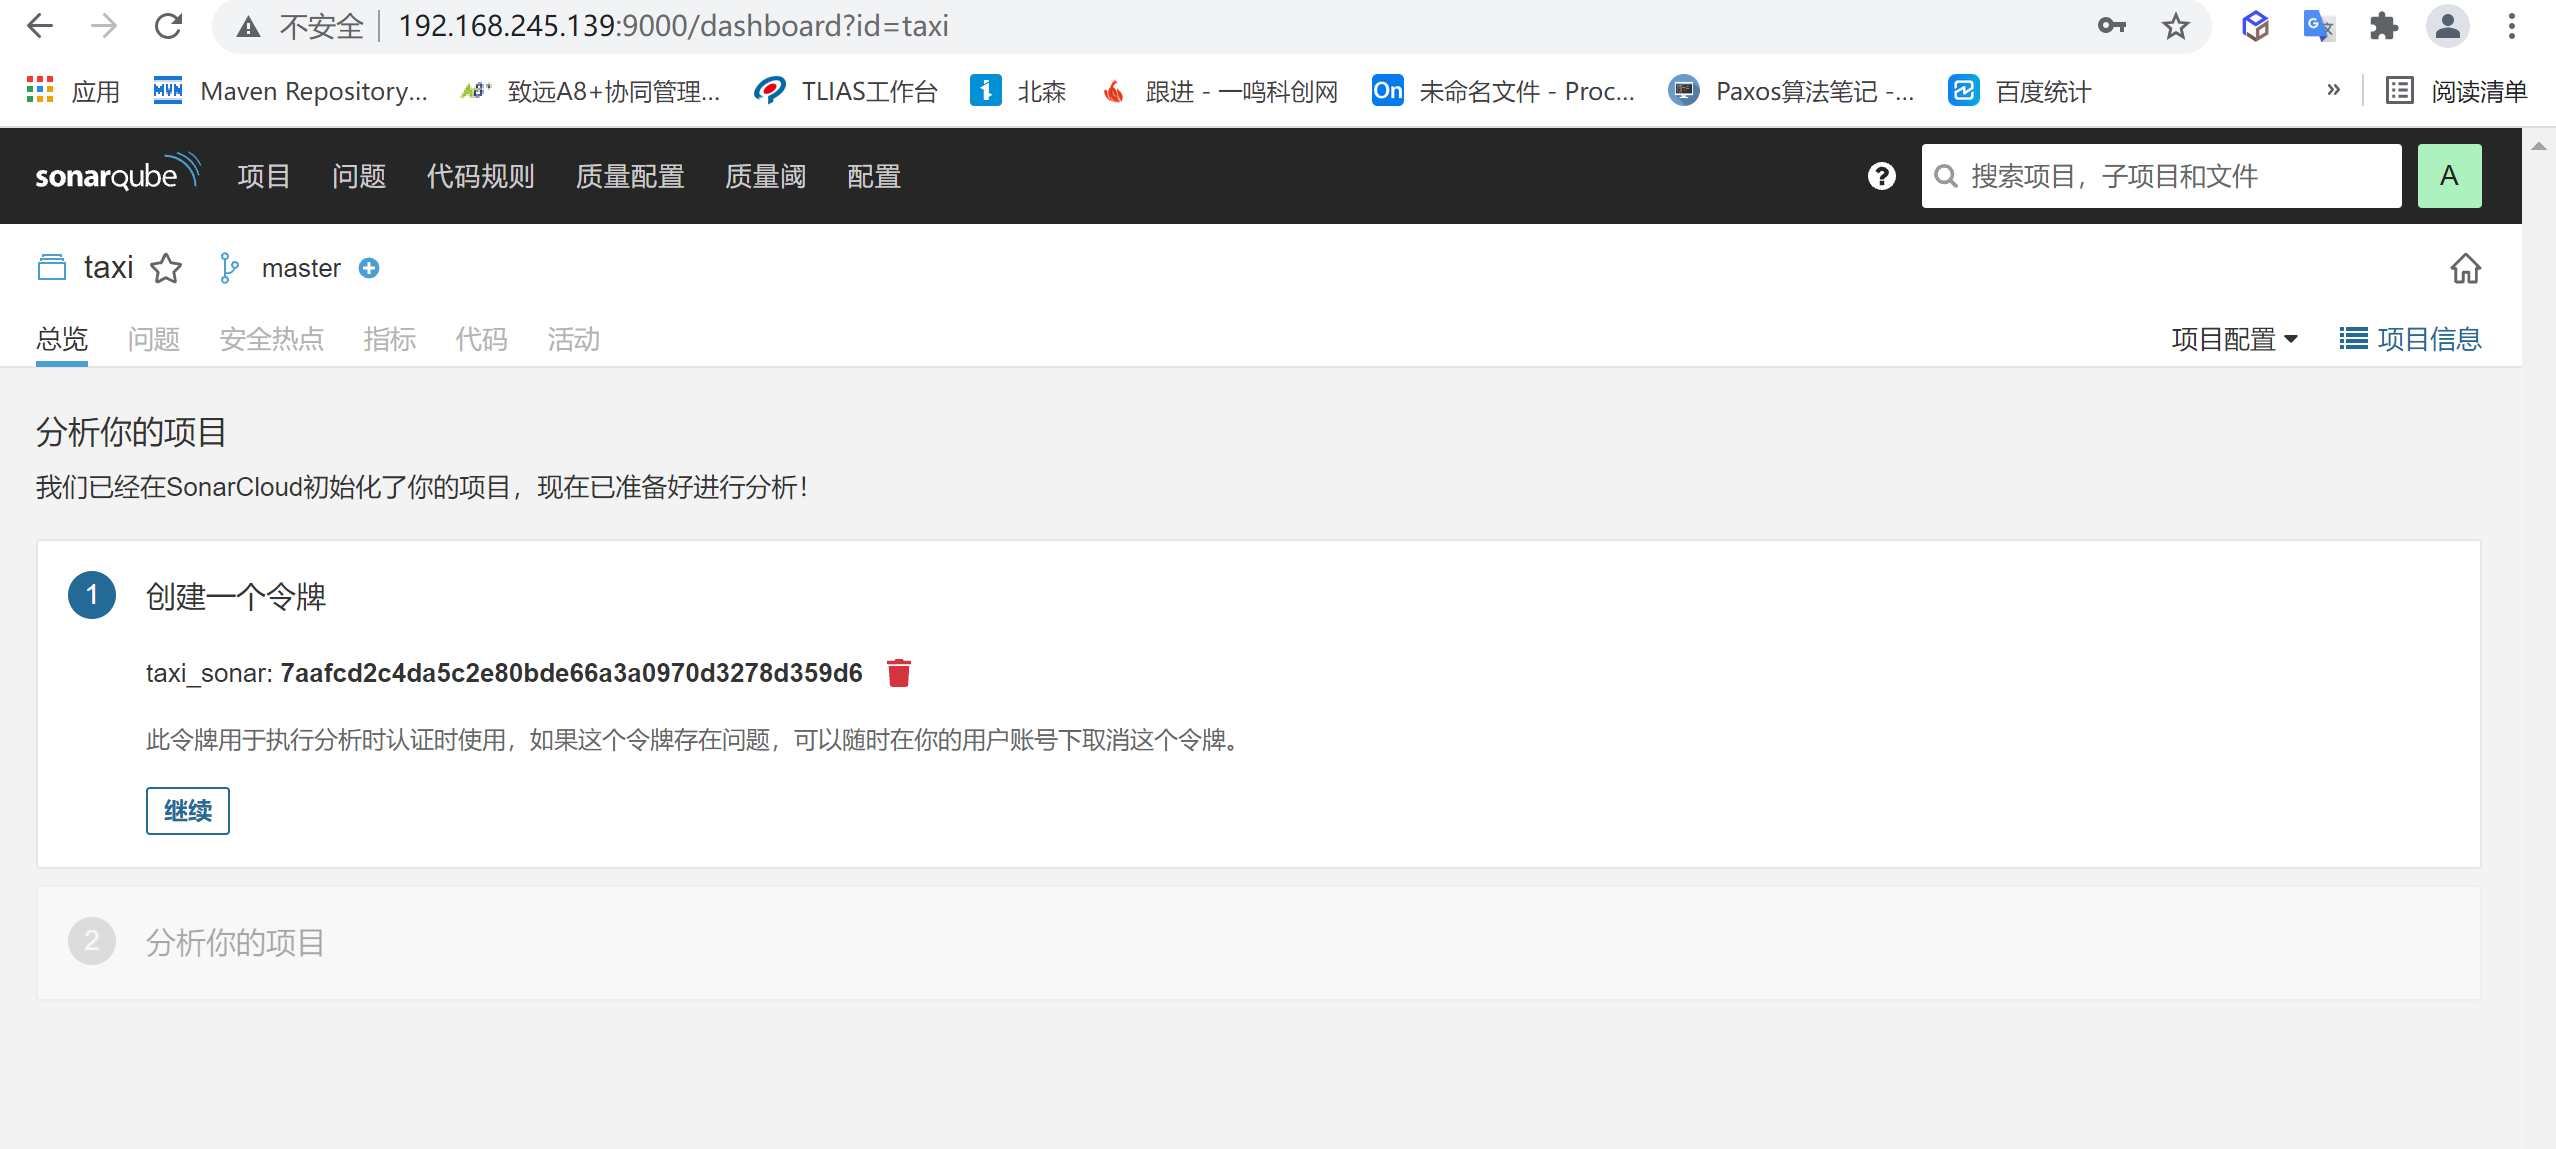 不安全 192.168.245.139:9000/dashboard?id=taxi
应用 Maven Repository... 致远A8+协同管理... TLIAS工作台 北森 跟进 - 一鸣科创网 On 未命名文件 - Proc... Paxos算法笔记 -... 百度统计 » 阅读清单
sonarqube 项目 问题 代码规则 质量配置 质量阈 配置 搜索项目，子项目和文件 A
taxi master
总览 问题 安全热点 指标 代码 活动 项目配置 项目信息
分析你的项目
我们已经在SonarCloud初始化了你的项目，现在已准备好进行分析！
1 创建一个令牌
taxi_sonar: 7aafcd2c4da5c2e80bde66a3a0970d3278d359d6
此令牌用于执行分析时认证时使用，如果这个令牌存在问题，可以随时在你的用户账号下取消这个令牌。
继续
2 分析你的项目